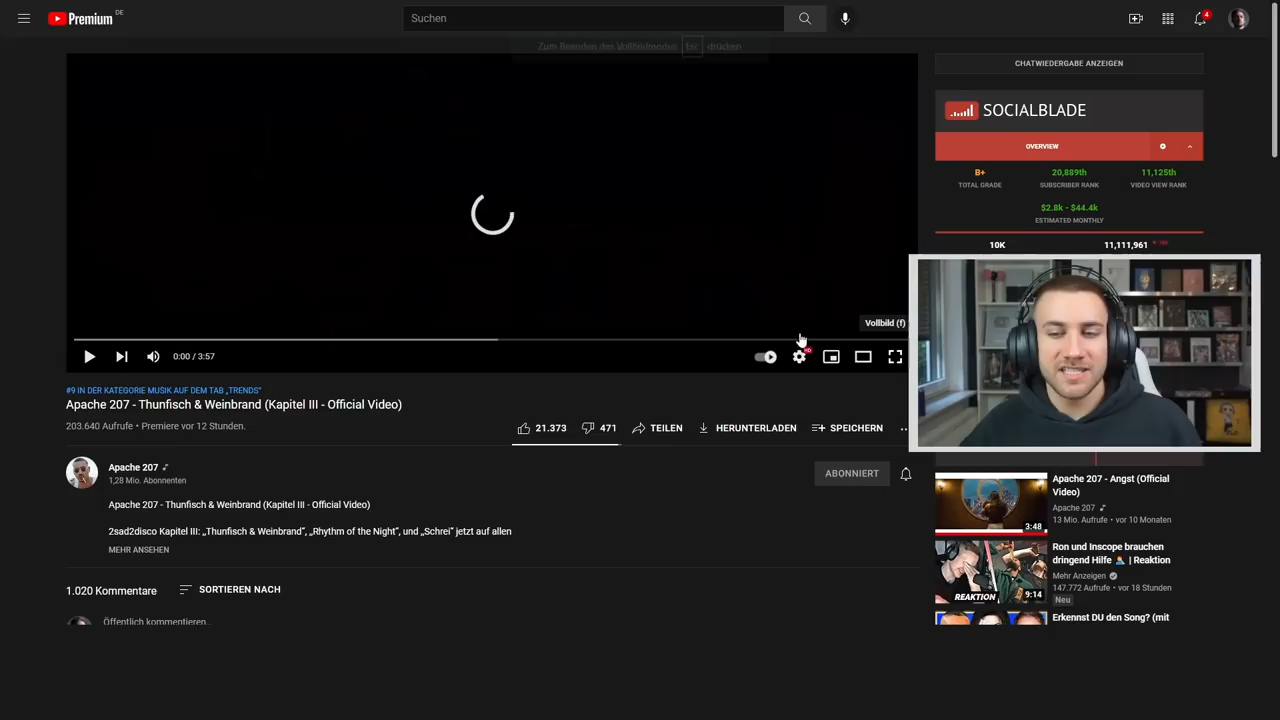 Premium DE
Suchen
4
Zum Beenden des Vollbildmodus Esc drücken
CHATWIEDERGABE ANZEIGEN
SOCIALBLADE
OVERVIEW
B+
TOTAL GRADE
20,889th
SUBSCRIBER RANK
11,125th
VIDEO VIEW RANK
$2.8k - $44.4k
ESTIMATED MONTHLY
10K
11,111,961
Vollbild (f)
0:00 / 3:57
HD
#9 IN DER KATEGORIE MUSIK AUF DEM TAB „TRENDS“
Apache 207 - Thunfisch & Weinbrand (Kapitel III - Official Video)
203.640 Aufrufe • Premiere vor 12 Stunden.
21.373
471
TEILEN
HERUNTERLADEN
SPEICHERN
Apache 207
1,28 Mio. Abonnenten
ABONNIERT
Apache 207 - Thunfisch & Weinbrand (Kapitel III - Official Video)
2sad2disco Kapitel III: „Thunfisch & Weinbrand“, „Rhythm of the Night“, und „Schrei“ jetzt auf allen
MEHR ANSEHEN
1.020 Kommentare
SORTIEREN NACH
Öffentlich kommentieren...
3:48
Apache 207 - Angst (Official
Video)
Apache 207
13 Mio. Aufrufe • vor 10 Monaten
REAKTION
9:14
Ron und Inscope brauchen
dringend Hilfe | Reaktion
Mehr Anzeigen
147.772 Aufrufe • vor 18 Stunden
Neu
Erkennst DU den Song? (mit